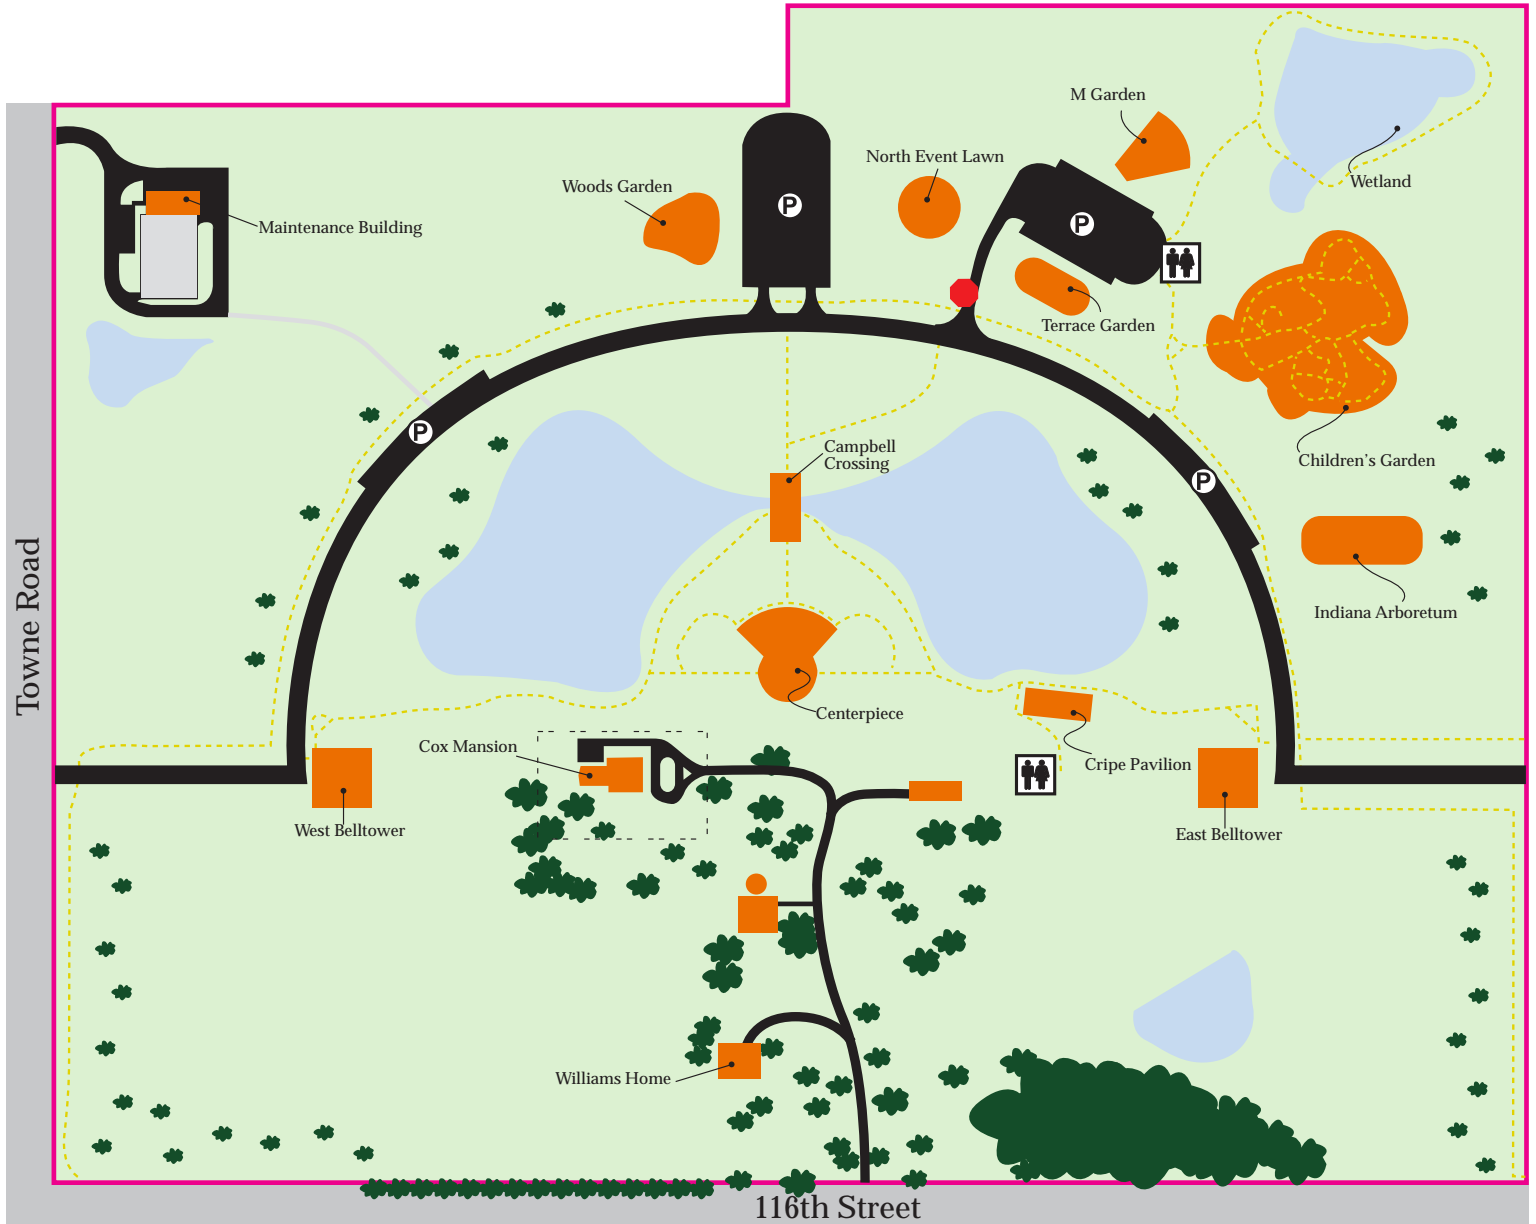 M Garden
North Event Lawn
Woods Garden
Wetland
P
P
Maintenance Building
Terrace Garden
P
Campbell
Crossing
Children's Garden
P
Indiana Arboretum
Towne Road
Centerpiece
Cox Mansion
Cripe Pavilion
West Belltower
East Belltower
Williams Home
116th Street